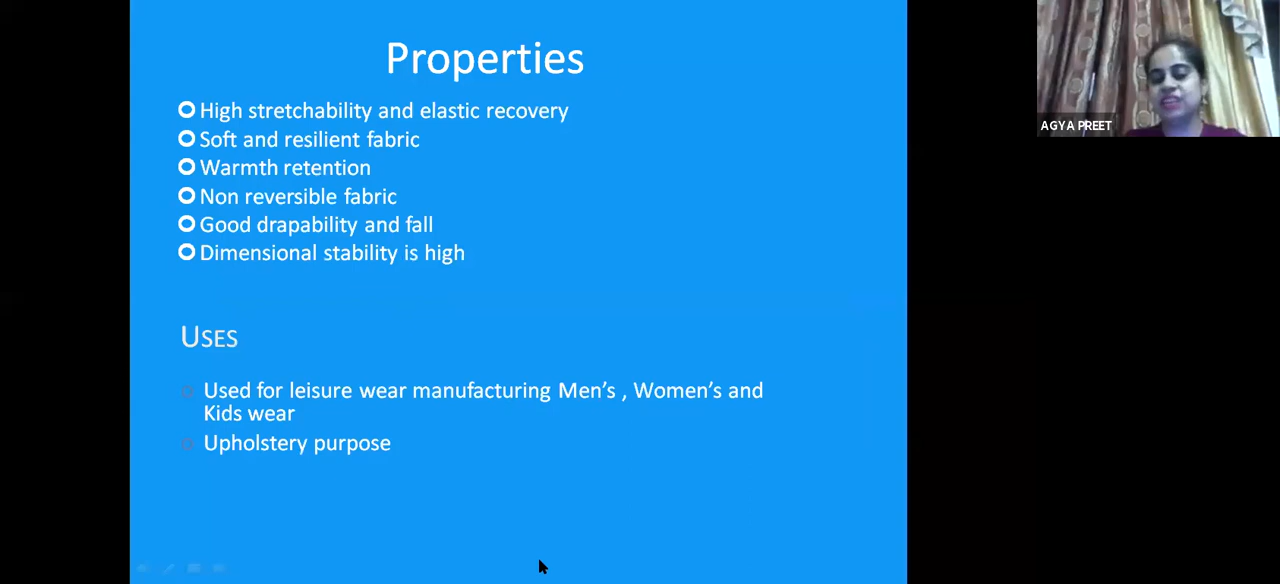 Properties
High stretchability and elastic recovery
Soft and resilient fabric
Warmth retention
Non reversible fabric
Good drapability and fall
Dimensional stability is high
USES
Used for leisure wear manufacturing Men's , Women's and
Kids wear
Upholstery purpose
AGYA PREET